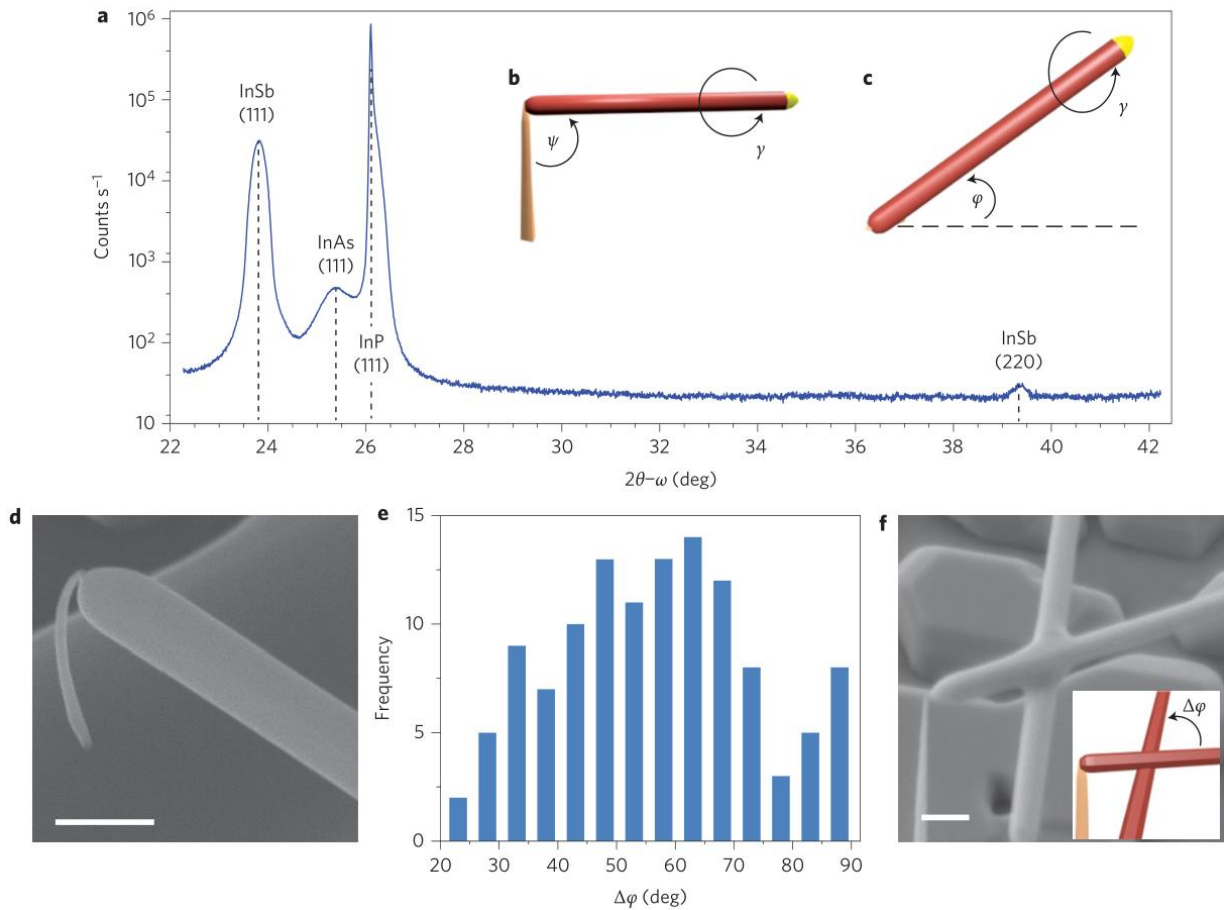 a
10⁶
10⁵
10⁴
10³
10²
10
Counts s⁻¹
InSb
(111)
InAs
(111)
InP
(111)
InSb
(220)
22 24 26 28 30 32 34 36 38 40 42
2θ–ω (deg)
b
ψ
γ
c
γ
φ
d
e
15
10
5
0
Frequency
20 30 40 50 60 70 80 90
Δφ (deg)
f
Δφ